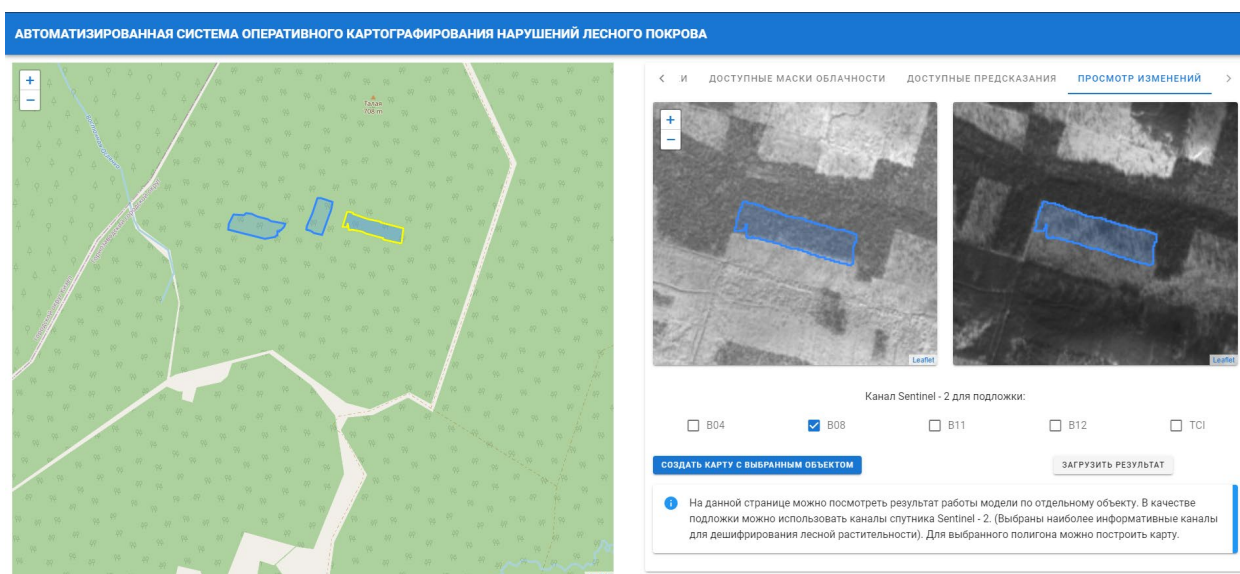 АВТОМАТИЗИРОВАННАЯ СИСТЕМА ОПЕРАТИВНОГО КАРТОГРАФИРОВАНИЯ НАРУШЕНИЙ ЛЕСНОГО ПОКРОВА
+
−
Талая
108 m
< И ДОСТУПНЫЕ МАСКИ ОБЛАЧНОСТИ ДОСТУПНЫЕ ПРЕДСКАЗАНИЯ ПРОСМОТР ИЗМЕНЕНИЙ >
+
−
Leaflet
Leaflet
Канал Sentinel - 2 для подложки:
B04 B08 B11 B12 TCI
СОЗДАТЬ КАРТУ С ВЫБРАННЫМ ОБЪЕКТОМ ЗАГРУЗИТЬ РЕЗУЛЬТАТ
На данной странице можно посмотреть результат работы модели по отдельному объекту. В качестве
подложки можно использовать каналы спутника Sentinel - 2. (Выбраны наиболее информативные каналы
для дешифрирования лесной растительности). Для выбранного полигона можно построить карту.